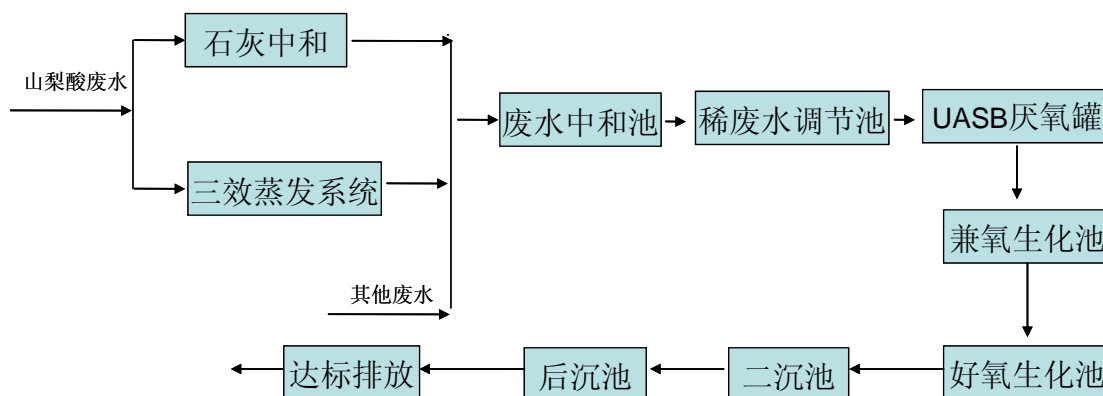 石灰中和
山梨酸废水
废水中和池
稀废水调节池
UASB厌氧罐
三效蒸发系统
兼氧生化池
其他废水
达标排放
后沉池
二沉池
好氧生化池